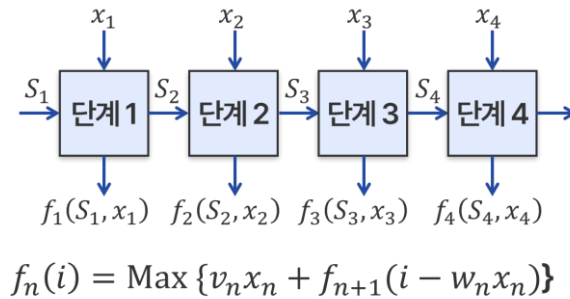 x₁ x₂ x₃ x₄
S₁ 단계 1 S₂ 단계 2 S₃ 단계 3 S₄ 단계 4
f₁(S₁, x₁) f₂(S₂, x₂) f₃(S₃, x₃) f₄(S₄, x₄)
fₙ(i) = Max {vₙxₙ + fₙ₊₁(i − wₙxₙ)}